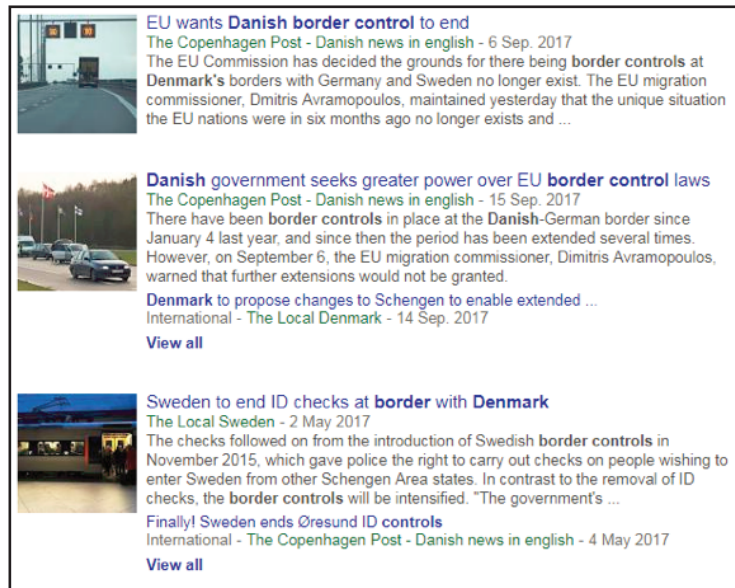 EU wants Danish border control to end
The Copenhagen Post - Danish news in english - 6 Sep. 2017
The EU Commission has decided the grounds for there being border controls at
Denmark's borders with Germany and Sweden no longer exist. The EU migration
commissioner, Dmitris Avramopoulos, maintained yesterday that the unique situation
the EU nations were in six months ago no longer exists and ...
Danish government seeks greater power over EU border control laws
The Copenhagen Post - Danish news in english - 15 Sep. 2017
There have been border controls in place at the Danish-German border since
January 4 last year, and since then the period has been extended several times.
However, on September 6, the EU migration commissioner, Dimitris Avramopoulos,
warned that further extensions would not be granted.
Denmark to propose changes to Schengen to enable extended ...
International - The Local Denmark - 14 Sep. 2017
View all
Sweden to end ID checks at border with Denmark
The Local Sweden - 2 May 2017
The checks followed on from the introduction of Swedish border controls in
November 2015, which gave police the right to carry out checks on people wishing to
enter Sweden from other Schengen Area states. In contrast to the removal of ID
checks, the border controls will be intensified. "The government's ...
Finally! Sweden ends Øresund ID controls
International - The Copenhagen Post - Danish news in english - 4 May 2017
View all